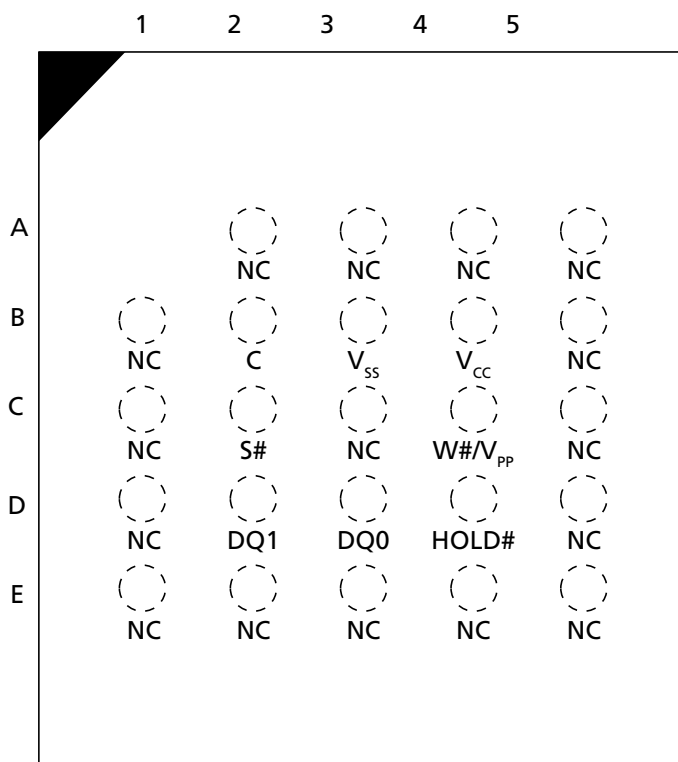 1 2 3 4 5
A
NC NC NC NC
B
NC C VSS VCC NC
C
NC S# NC W#/VPP NC
D
NC DQ1 DQ0 HOLD# NC
E
NC NC NC NC NC